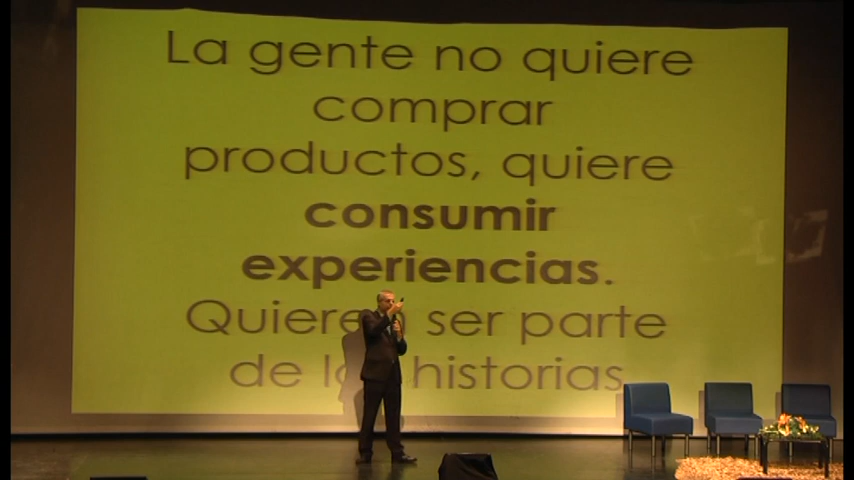 La gente no quiere
comprar
productos, quiere
consumir
experiencias.
Quieren ser parte
de historias